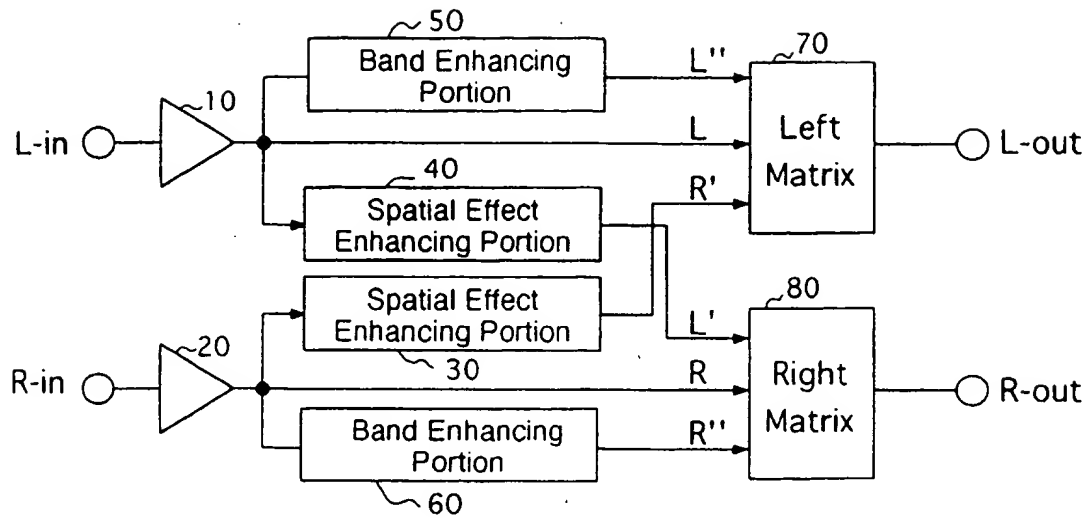 50
Band Enhancing
Portion
L''
70
10
L-in
L
Left
Matrix
L-out
40
R'
Spatial Effect
Enhancing Portion
Spatial Effect
Enhancing Portion
30
L'
80
20
R-in
R
Right
Matrix
R-out
Band Enhancing
Portion
R''
60